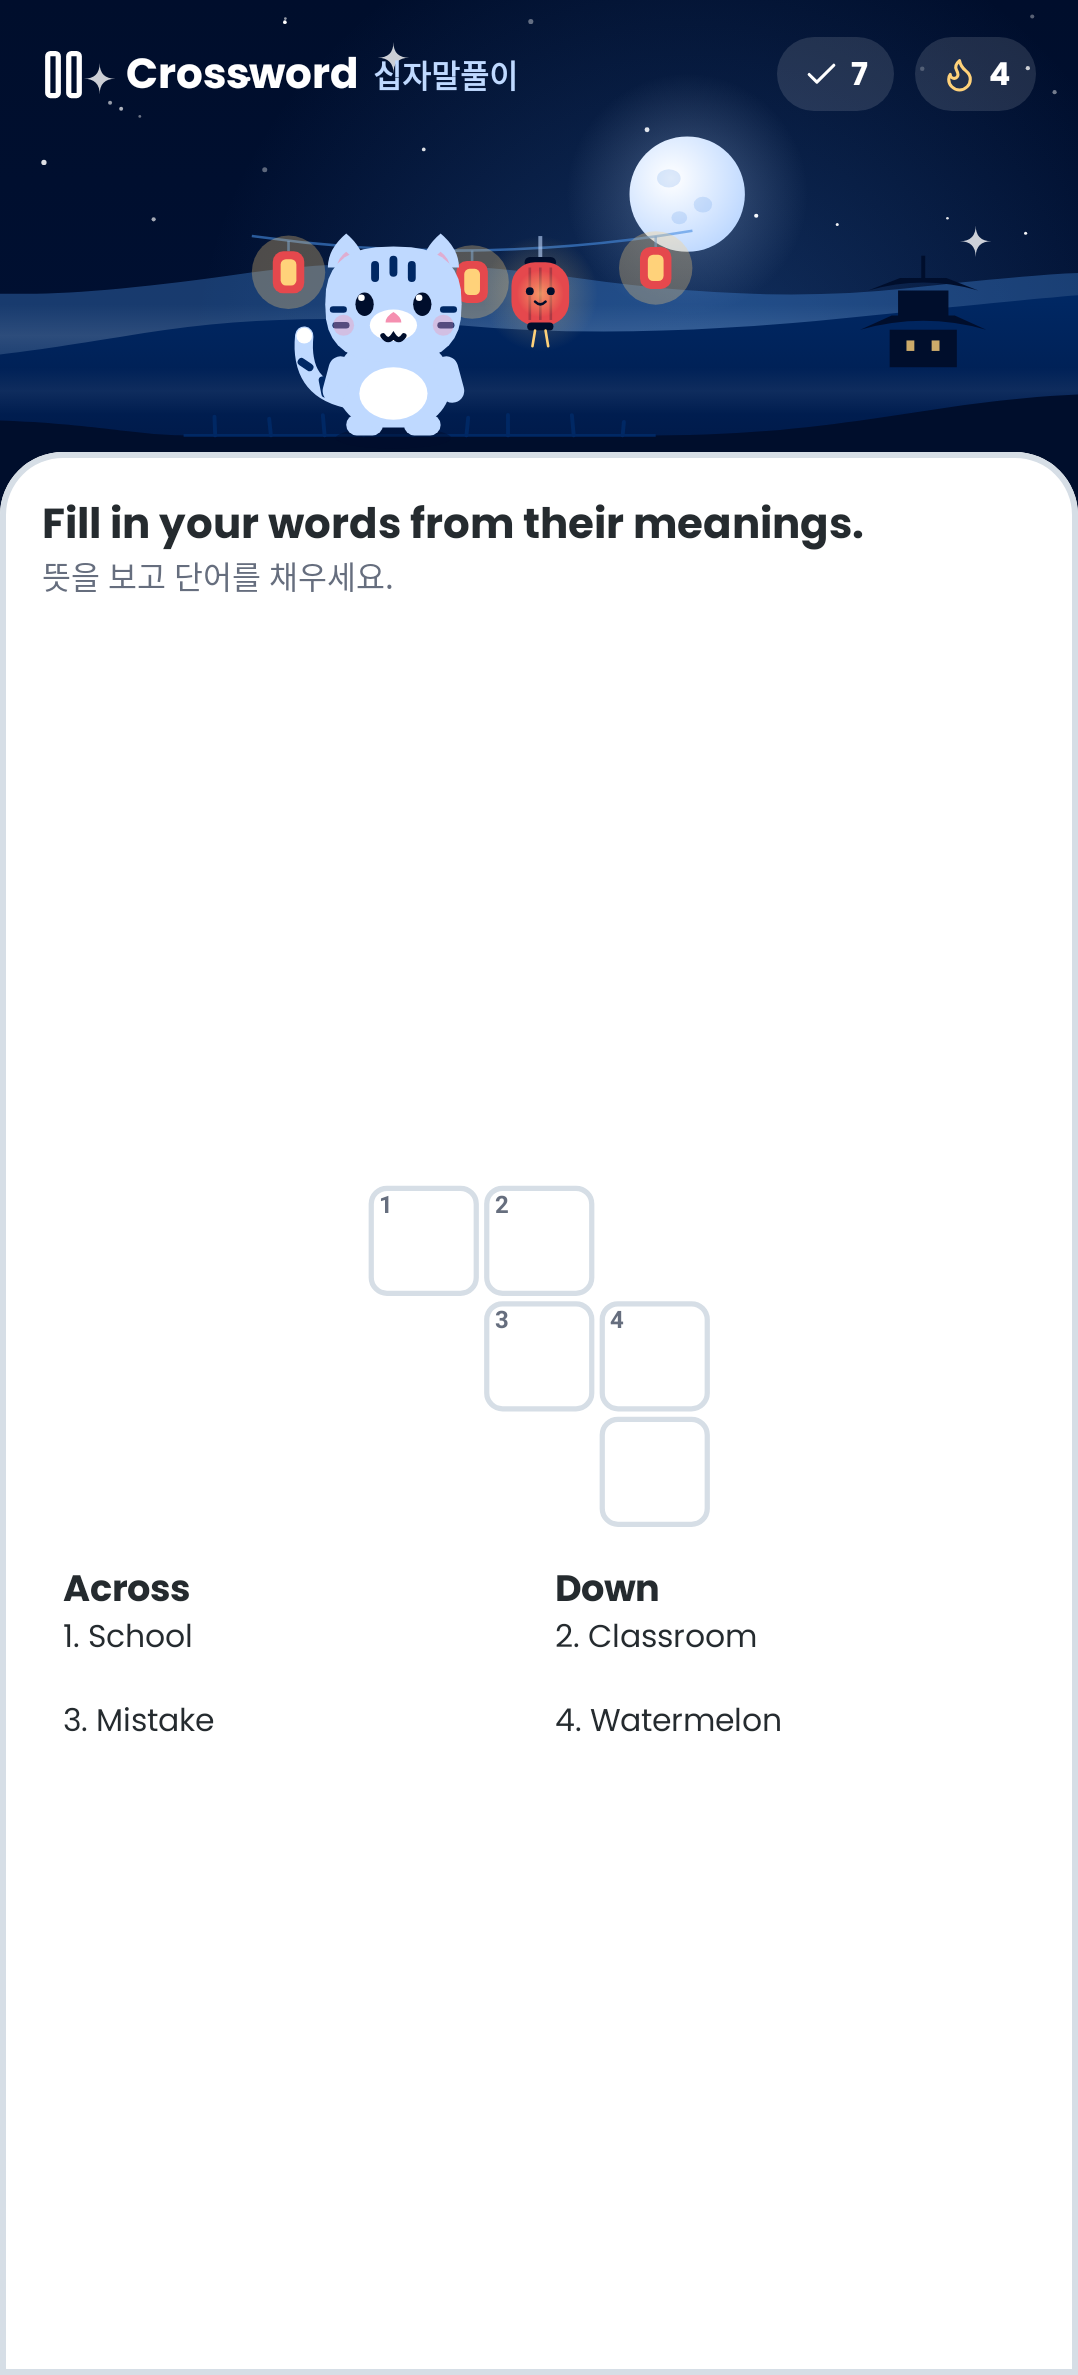 Crossword 십자말풀이 7 4
Fill in your words from their meanings.
뜻을 보고 단어를 채우세요.
1 2
3 4
Across Down
1. School 2. Classroom
3. Mistake 4. Watermelon